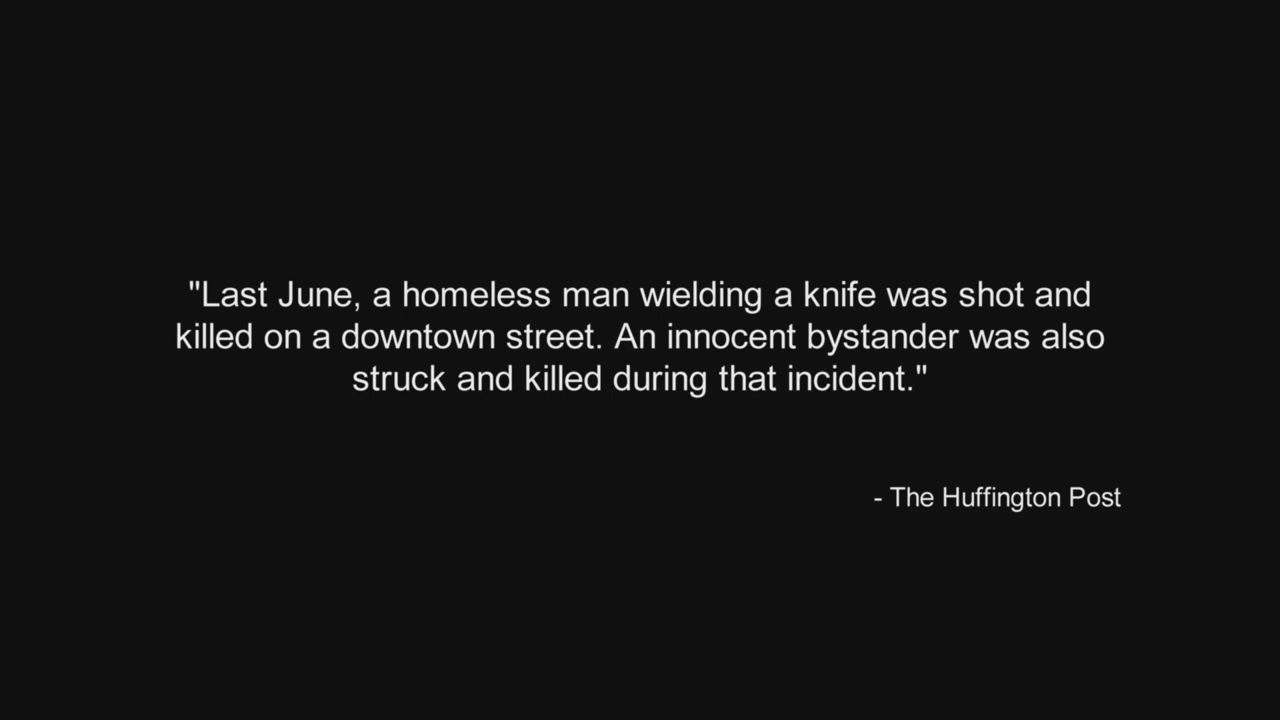 "Last June, a homeless man wielding a knife was shot and
killed on a downtown street. An innocent bystander was also
struck and killed during that incident."
- The Huffington Post